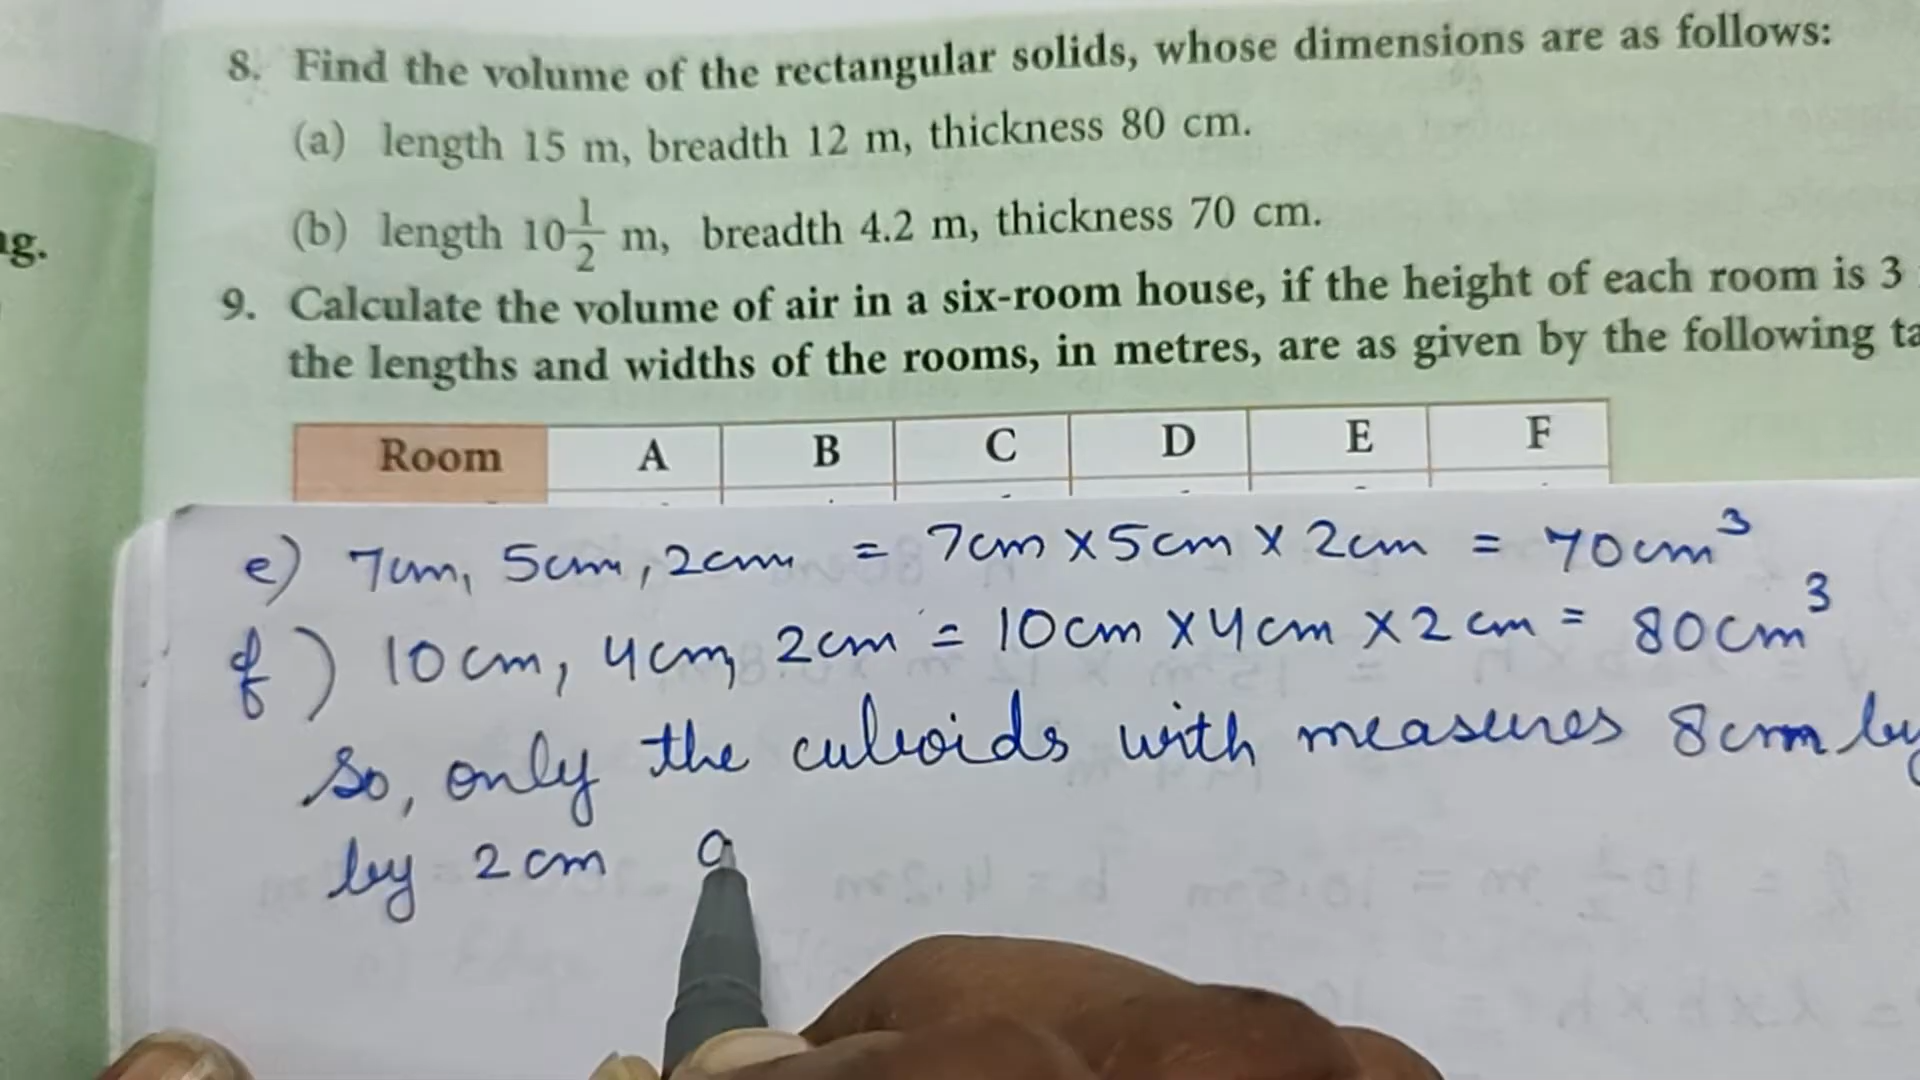 8. Find the volume of the rectangular solids, whose dimensions are as follows:
(a) length 15 m, breadth 12 m, thickness 80 cm.
(b) length 10 1/2 m, breadth 4.2 m, thickness 70 cm.
g.
9. Calculate the volume of air in a six-room house, if the height of each room is 3
the lengths and widths of the rooms, in metres, are as given by the following ta
Room A B C D E F
e) 7cm, 5cm, 2cm = 7cm × 5cm × 2cm = 70cm³
f) 10cm, 4cm, 2cm = 10cm × 4cm × 2cm = 80cm³
So, only the cuboids with measures 8cm by
by 2cm a